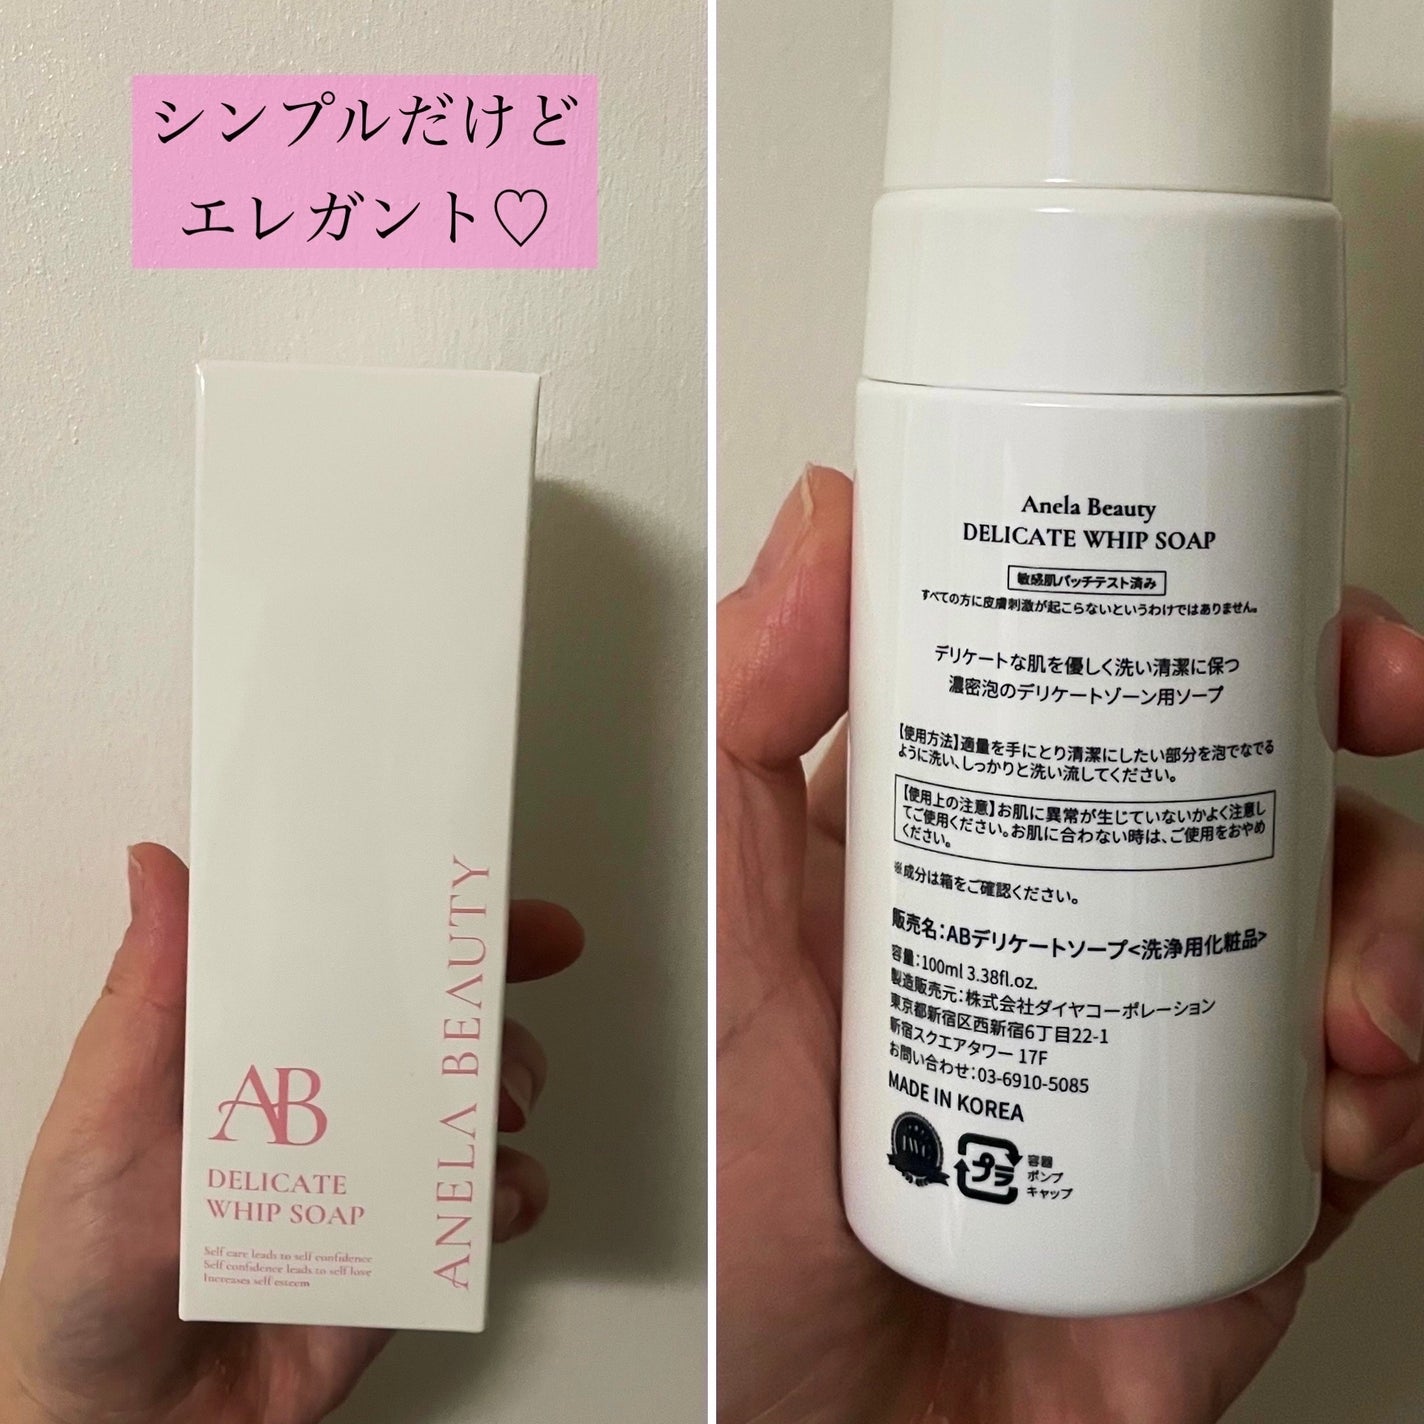 シンプルだけど
エレガント♡
AB
DELICATE
WHIP SOAP
Self care leads to self confidence
Self confidence leads to self love
Increases self esteem
ANELA BEAUTY
Anela Beauty
DELICATE WHIP SOAP
敏感肌パッチテスト済み
すべての方に皮膚刺激が起こらないというわけではありません。
デリケートな肌を優しく洗い清潔に保つ
濃密泡のデリケートゾーン用ソープ
【使用方法】適量を手にとり清潔にしたい部分を泡でなでる
ように洗い、しっかりと洗い流してください。
【使用上の注意】お肌に異常が生じていないかよく注意し
てご使用ください。お肌に合わない時は、ご使用をおやめ
ください。
※成分は箱をご確認ください。
販売名：ABデリケートソープ<洗浄用化粧品>
容量：100ml 3.38fl.oz.
製造販売元：株式会社ダイヤコーポレーション
東京都新宿区西新宿6丁目22-1
新宿スクエアタワー 17F
お問い合わせ：03-6910-5085
MADE IN KOREA
プラ
容器
ポンプ
キャップ